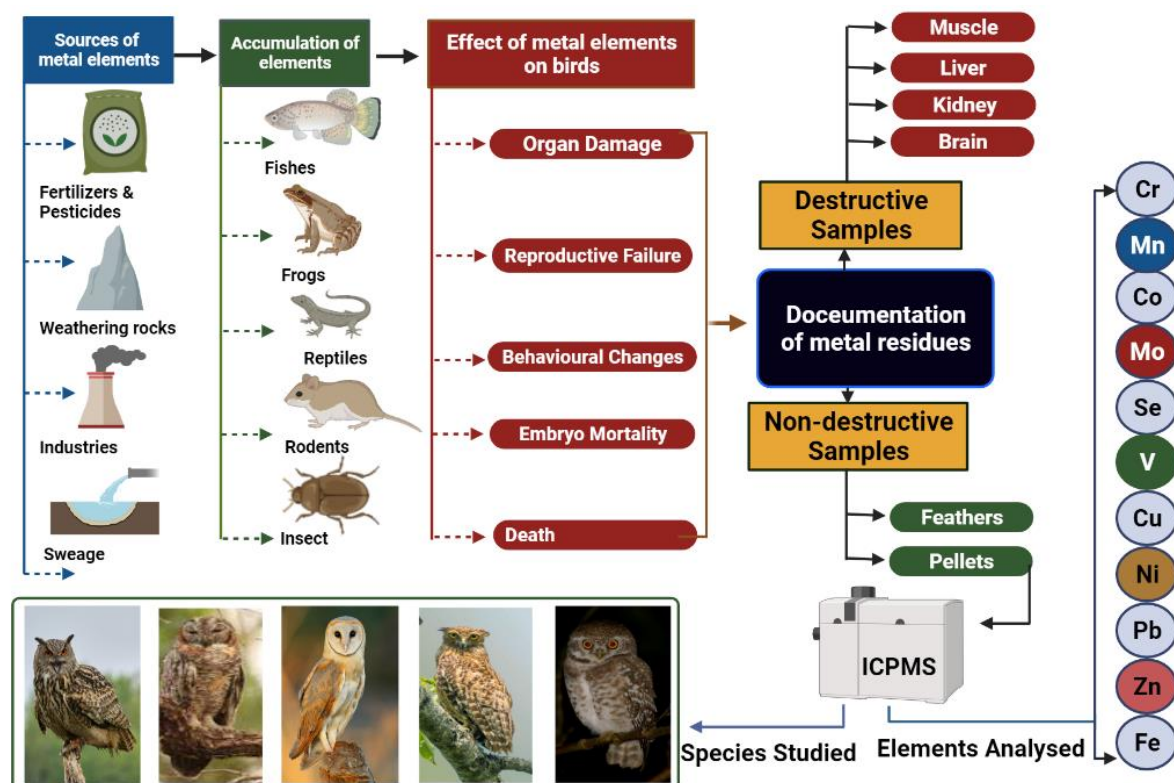 Sources of
metal elements
Accumulation of
elements
Effect of metal elements
on birds
Fertilizers &
Pesticides
Weathering rocks
Industries
Sweage
Fishes
Frogs
Reptiles
Rodents
Insect
Organ Damage
Reproductive Failure
Behavioural Changes
Embryo Mortality
Death
Muscle
Liver
Kidney
Brain
Destructive
Samples
Doceumentation
of metal residues
Non-destructive
Samples
Feathers
Pellets
ICPMS
Species Studied
Elements Analysed
Cr
Mn
Co
Mo
Se
V
Cu
Ni
Pb
Zn
Fe